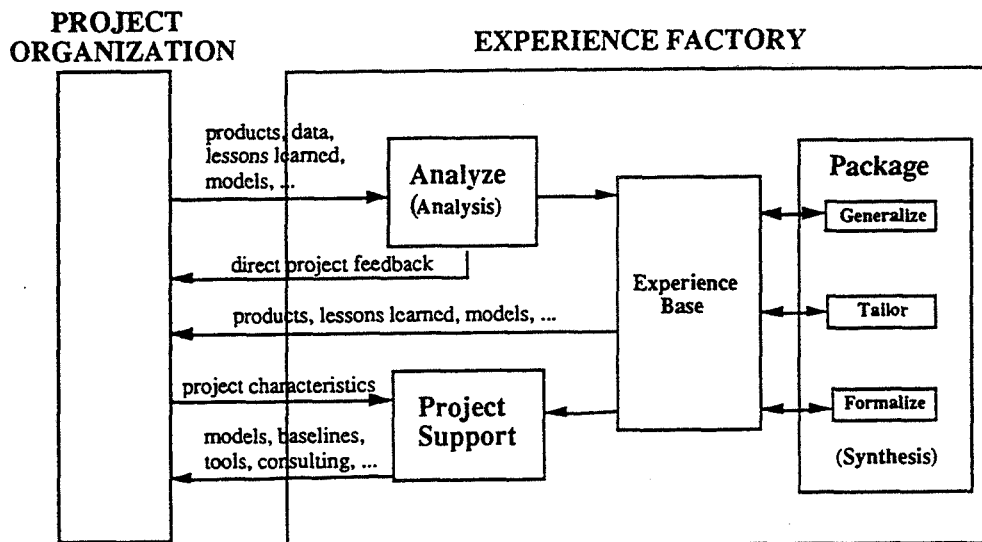 PROJECT
ORGANIZATION
EXPERIENCE FACTORY
products, data,
lessons learned,
models, ...
Analyze
(Analysis)
direct project feedback
products, lessons learned, models, ...
project characteristics
models, baselines,
tools, consulting, ...
Project
Support
Experience
Base
Package
Generalize
Tailor
Formalize
(Synthesis)